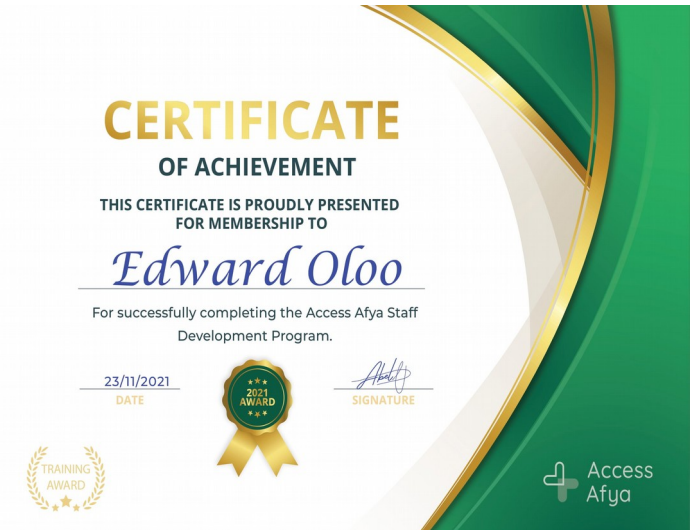 CERTIFICATE
OF ACHIEVEMENT
THIS CERTIFICATE IS PROUDLY PRESENTED
FOR MEMBERSHIP TO
Edward Oloo
For successfully completing the Access Afya Staff
Development Program.
23/11/2021
DATE
2021
AWARD
SIGNATURE
TRAINING
AWARD
Access
Afya